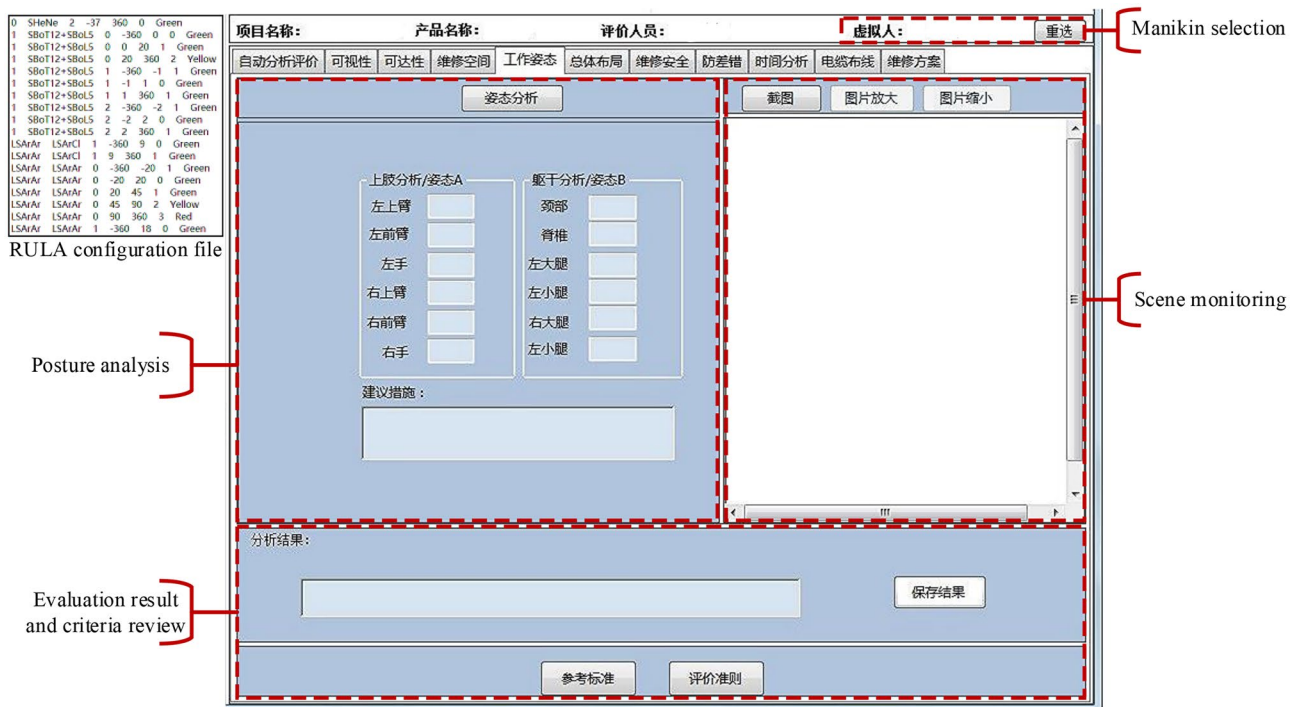 0 SHeNe 2 -37 360 0 Green
1 SBoT12+SBoL5 0 -360 0 0 Green
1 SBoT12+SBoL5 0 0 20 1 Green
1 SBoT12+SBoL5 0 20 360 2 Yellow
1 SBoT12+SBoL5 1 -360 -1 1 Green
1 SBoT12+SBoL5 1 -1 1 0 Green
1 SBoT12+SBoL5 1 1 360 1 Green
1 SBoT12+SBoL5 2 -360 -2 1 Green
1 SBoT12+SBoL5 2 -2 2 0 Green
1 SBoT12+SBoL5 2 2 360 1 Green
LSArAr LSArCl 1 -360 9 0 Green
LSArAr LSArCl 1 9 360 1 Green
LSArAr LSArAr 0 -360 -20 1 Green
LSArAr LSArAr 0 -20 20 0 Green
LSArAr LSArAr 0 20 45 1 Green
LSArAr LSArAr 0 45 90 2 Yellow
LSArAr LSArAr 0 90 360 3 Red
LSArAr LSArAr 1 -360 18 0 Green
RULA configuration file
项目名称： 产品名称： 评价人员： 虚拟人： 重选
Manikin selection
自动分析评价 可视性 可达性 维修空间 工作姿态 总体布局 维修安全 防差错 时间分析 电缆布线 维修方案
姿态分析
截图 图片放大 图片缩小
上肢分析/姿态A
左上臂
左前臂
左手
右上臂
右前臂
右手
躯干分析/姿态B
颈部
脊椎
左大腿
左小腿
右大腿
左小腿
建议措施：
Posture analysis
Scene monitoring
分析结果：
保存结果
Evaluation result
and criteria review
参考标准 评价准则